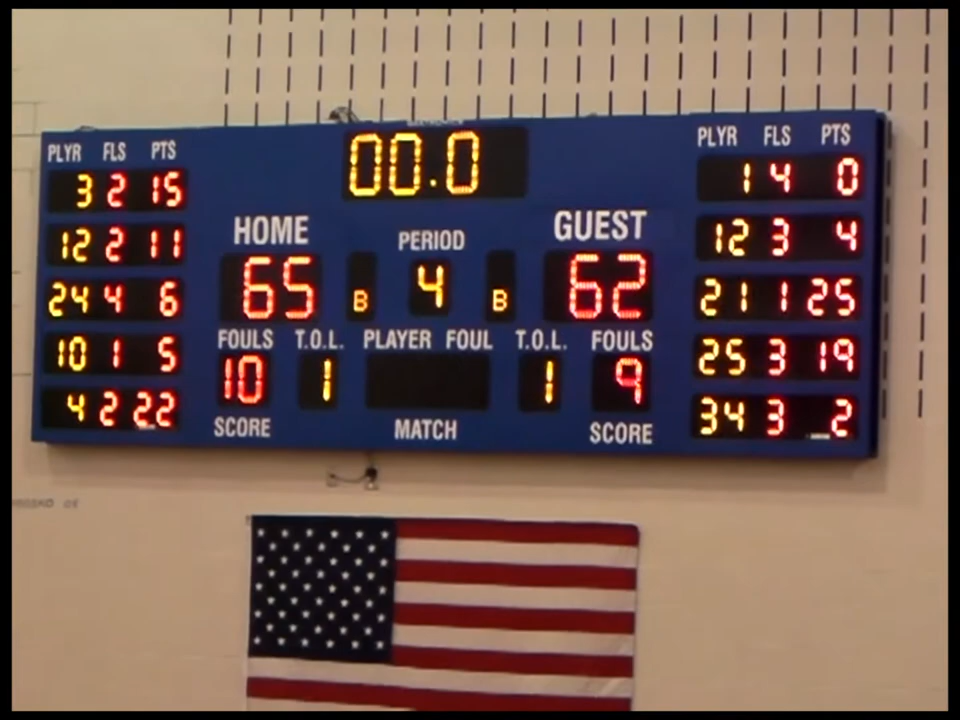 00.0
PLYR FLS PTS
3 2 15
12 2 11
24 4 6
10 1 5
4 2 22
HOME
65
FOULS T.O.L.
10 1
SCORE
PERIOD
B 4 B
PLAYER FOUL
MATCH
GUEST
62
T.O.L. FOULS
1 9
SCORE
PLYR FLS PTS
1 4 0
12 3 4
21 1 25
25 3 19
34 3 2